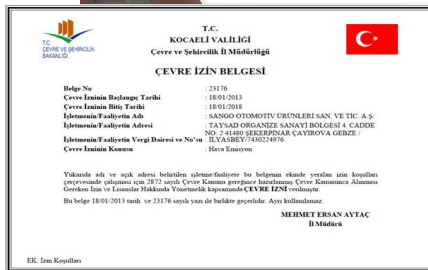 T.C.
KOCAELİ VALİLİĞİ
Çevre ve Şehircilik İl Müdürlüğü
T.C.
ÇEVRE VE ŞEHİRCİLİK
BAKANLIĞI
ÇEVRE İZİN BELGESİ
Belge No : 23176
Çevre İzninin Başlangıç Tarihi : 18/01/2013
Çevre İzninin Bitiş Tarihi : 18/01/2018
İşletmenin/Faaliyetin Adı : SANGO OTOMOTİV ÜRÜNLERİ SAN. VE TİC. A.Ş.
İşletmenin/Faaliyetin Adresi : TAYSAD ORGANİZE SANAYİ BÖLGESİ 4. CADDE
NO: 2 41480 ŞEKERPINAR ÇAYIROVA GEBZE /
İşletmenin/Faaliyetin Vergi Dairesi ve No'su : İLYASBEY/7430224976
Çevre İzninin Konusu : Hava Emisyon
Yukarıda adı ve açık adresi belirtilen işletme/faaliyete bu belgenin ekinde yeralan izin koşulları
çerçevesinde çalışması için 2872 sayılı Çevre Kanunu gereğince hazırlanmış Çevre Kanununca Alınması
Gereken İzin ve Lisanslar Hakkında Yönetmelik kapsamında ÇEVRE İZNİ verilmiştir.
Bu belge 18/01/2013 tarih ve 23176 sayılı yazı ile birlikte geçerlidir. Ayrı kullanılamaz.
MEHMET ERSAN AYTAÇ
İl Müdürü
EK: İzin Koşulları